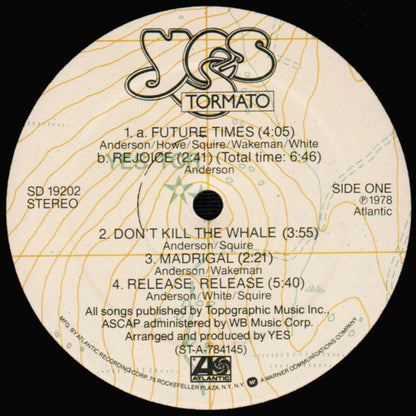 YES
TORMATO
1. a. FUTURE TIMES (4:05)
Anderson/Howe/Squire/Wakeman/White
b. REJOICE (2:41) (Total time: 6:46)
Anderson
SD 19202
STEREO
SIDE ONE
℗1978
Atlantic
2. DON'T KILL THE WHALE (3:55)
Anderson/Squire
3. MADRIGAL (2:21)
Anderson/Wakeman
4. RELEASE, RELEASE (5:40)
Anderson/White/Squire
All songs published by Topographic Music Inc.,
ASCAP administered by WB Music Corp.
Arranged and produced by YES
(ST-A-784145)
ATLANTIC
MFG. BY ATLANTIC RECORDING CORP., 75 ROCKEFELLER PLAZA, N.Y., N.Y. W A WARNER COMMUNICATIONS COMPANY